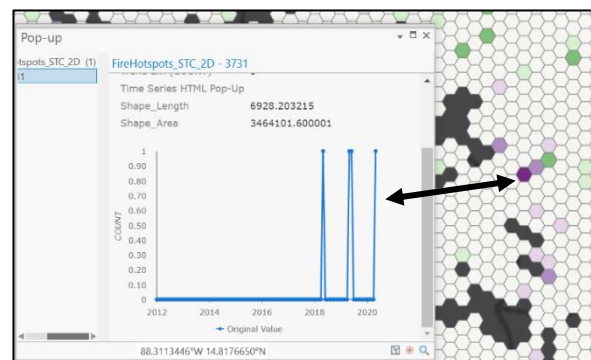 Pop-up
FireHotspots_STC_2D - 3731
Time Series HTML Pop-Up
Shape_Length 6928.203215
Shape_Area 3464101.600001
1
0.90
0.80
0.70
0.60
0.50
0.40
0.30
0.20
0.10
0
COUNT
2012 2014 2016 2018 2020
Original Value
88.3113446°W 14.8176650°N